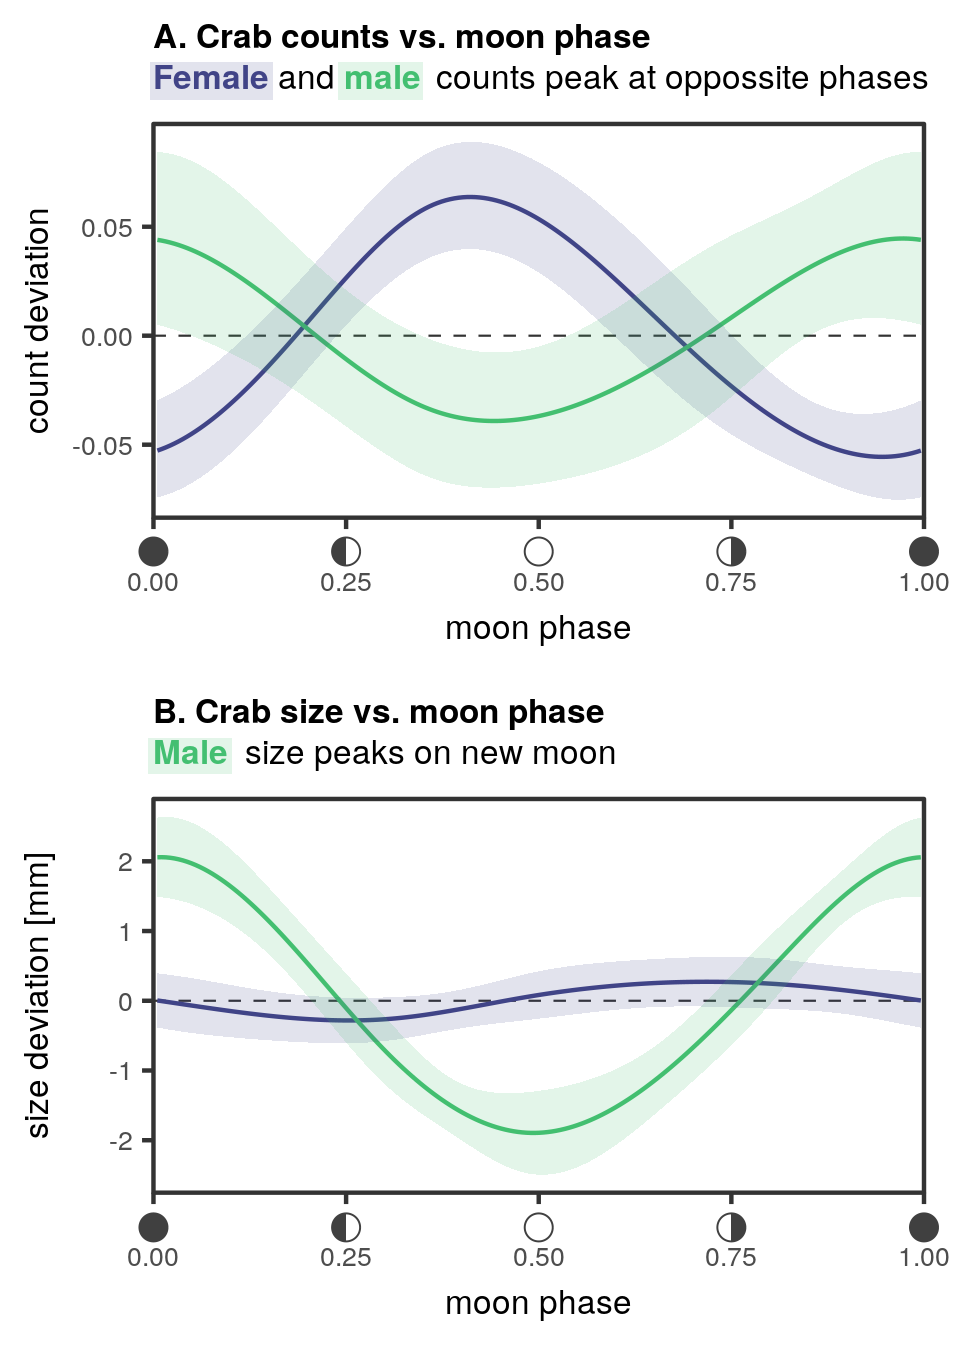 A. Crab counts vs. moon phase
Female and male counts peak at oppossite phases
count deviation
0.05
0.00
-0.05
0.00 0.25 0.50 0.75 1.00
moon phase
B. Crab size vs. moon phase
Male size peaks on new moon
size deviation [mm]
2
1
0
-1
-2
0.00 0.25 0.50 0.75 1.00
moon phase